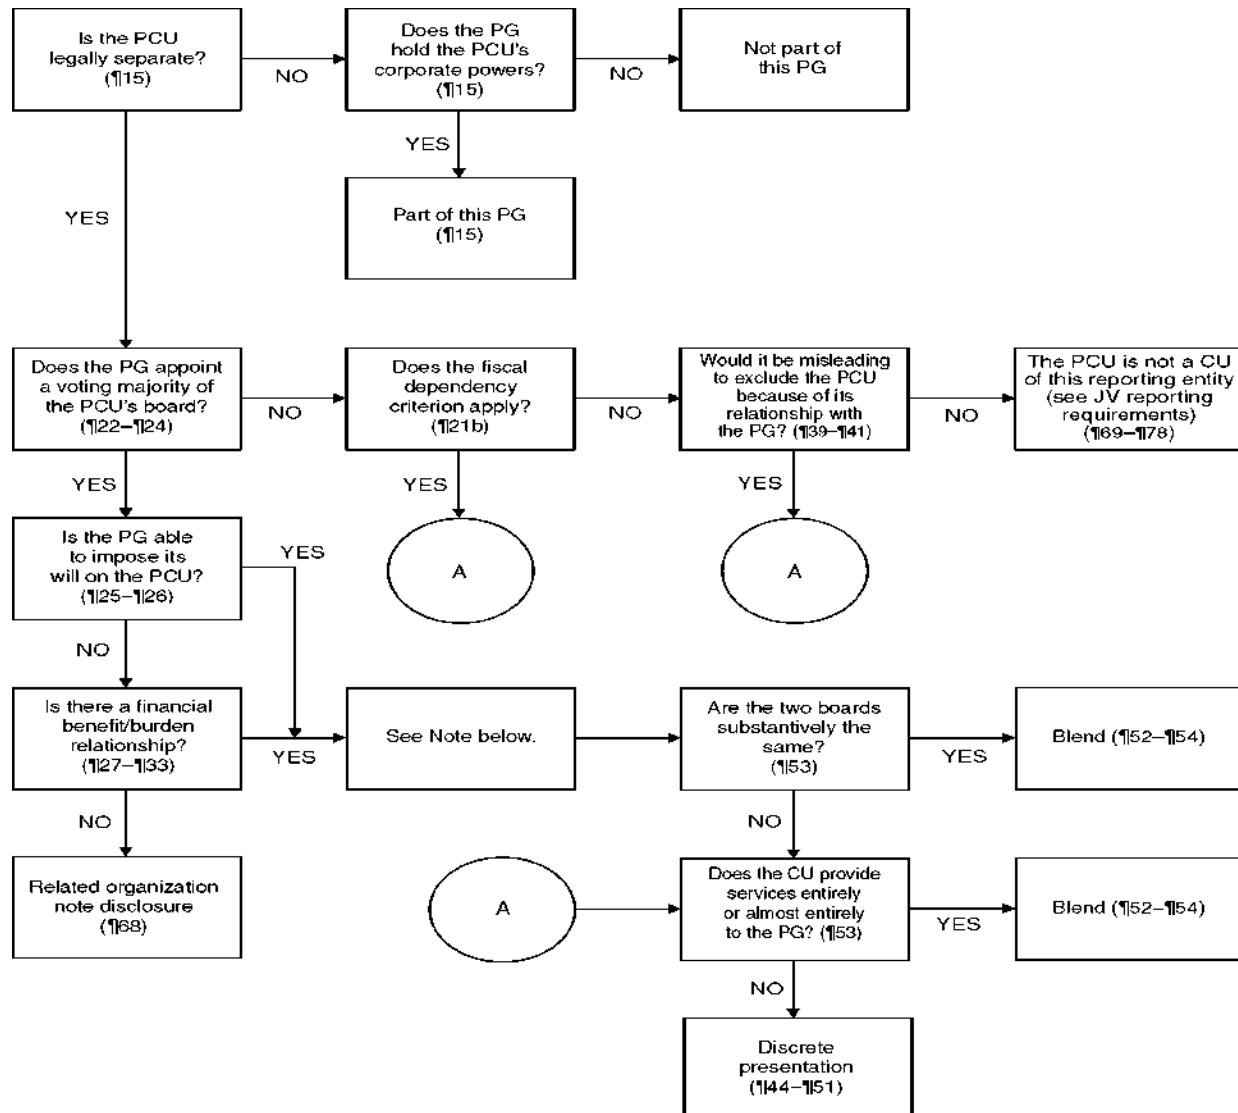 Is the PCU
legally separate?
(¶15)
NO
Does the PG
hold the PCU's
corporate powers?
(¶15)
NO
Not part of
this PG
YES
YES
Part of this PG
(¶15)
Does the PG appoint
a voting majority of
the PCU's board?
(¶22–¶24)
NO
Does the fiscal
dependency
criterion apply?
(¶21b)
NO
Would it be misleading
to exclude the PCU
because of its
relationship with
the PG? (¶39–¶41)
NO
The PCU is not a CU
of this reporting entity
(see JV reporting
requirements)
(¶69–¶78)
YES
YES
YES
Is the PG able
to impose its
will on the PCU?
(¶25–¶26)
YES
A
A
NO
Is there a financial
benefit/burden
relationship?
(¶27–¶33)
YES
See Note below.
Are the two boards
substantively the
same?
(¶53)
YES
Blend (¶52–¶54)
NO
NO
Related organization
note disclosure
(¶68)
A
Does the CU provide
services entirely
or almost entirely
to the PG? (¶53)
YES
Blend (¶52–¶54)
NO
Discrete
presentation
(¶44–¶51)